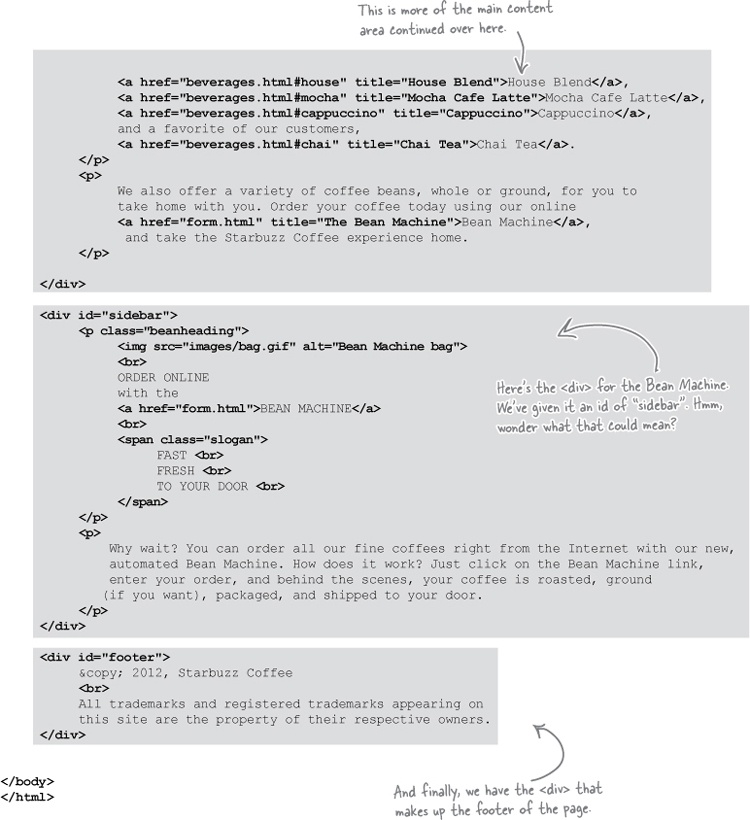 This is more of the main content
area continued over here.
<a href="beverages.html#house" title="House Blend">House Blend</a>,
<a href="beverages.html#mocha" title="Mocha Cafe Latte">Mocha Cafe Latte</a>,
<a href="beverages.html#cappuccino" title="Cappuccino">Cappuccino</a>,
and a favorite of our customers,
<a href="beverages.html#chai" title="Chai Tea">Chai Tea</a>.
</p>
<p>
We also offer a variety of coffee beans, whole or ground, for you to
take home with you. Order your coffee today using our online
<a href="form.html" title="The Bean Machine">Bean Machine</a>,
and take the Starbuzz Coffee experience home.
</p>
</div>
<div id="sidebar">
<p class="beanheading">
<img src="images/bag.gif" alt="Bean Machine bag">
<br>
ORDER ONLINE
with the
<a href="form.html">BEAN MACHINE</a>
<br>
<span class="slogan">
FAST <br>
FRESH <br>
TO YOUR DOOR <br>
</span>
</p>
<p>
Here's the <div> for the Bean Machine.
We've given it an id of "sidebar". Hmm,
wonder what that could mean?
Why wait? You can order all our fine coffees right from the Internet with our new,
automated Bean Machine. How does it work? Just click on the Bean Machine link,
enter your order, and behind the scenes, your coffee is roasted, ground
(if you want), packaged, and shipped to your door.
</p>
</div>
<div id="footer">
&copy; 2012, Starbuzz Coffee
<br>
All trademarks and registered trademarks appearing on
this site are the property of their respective owners.
</div>
</body>
</html>
And finally, we have the <div> that
makes up the footer of the page.